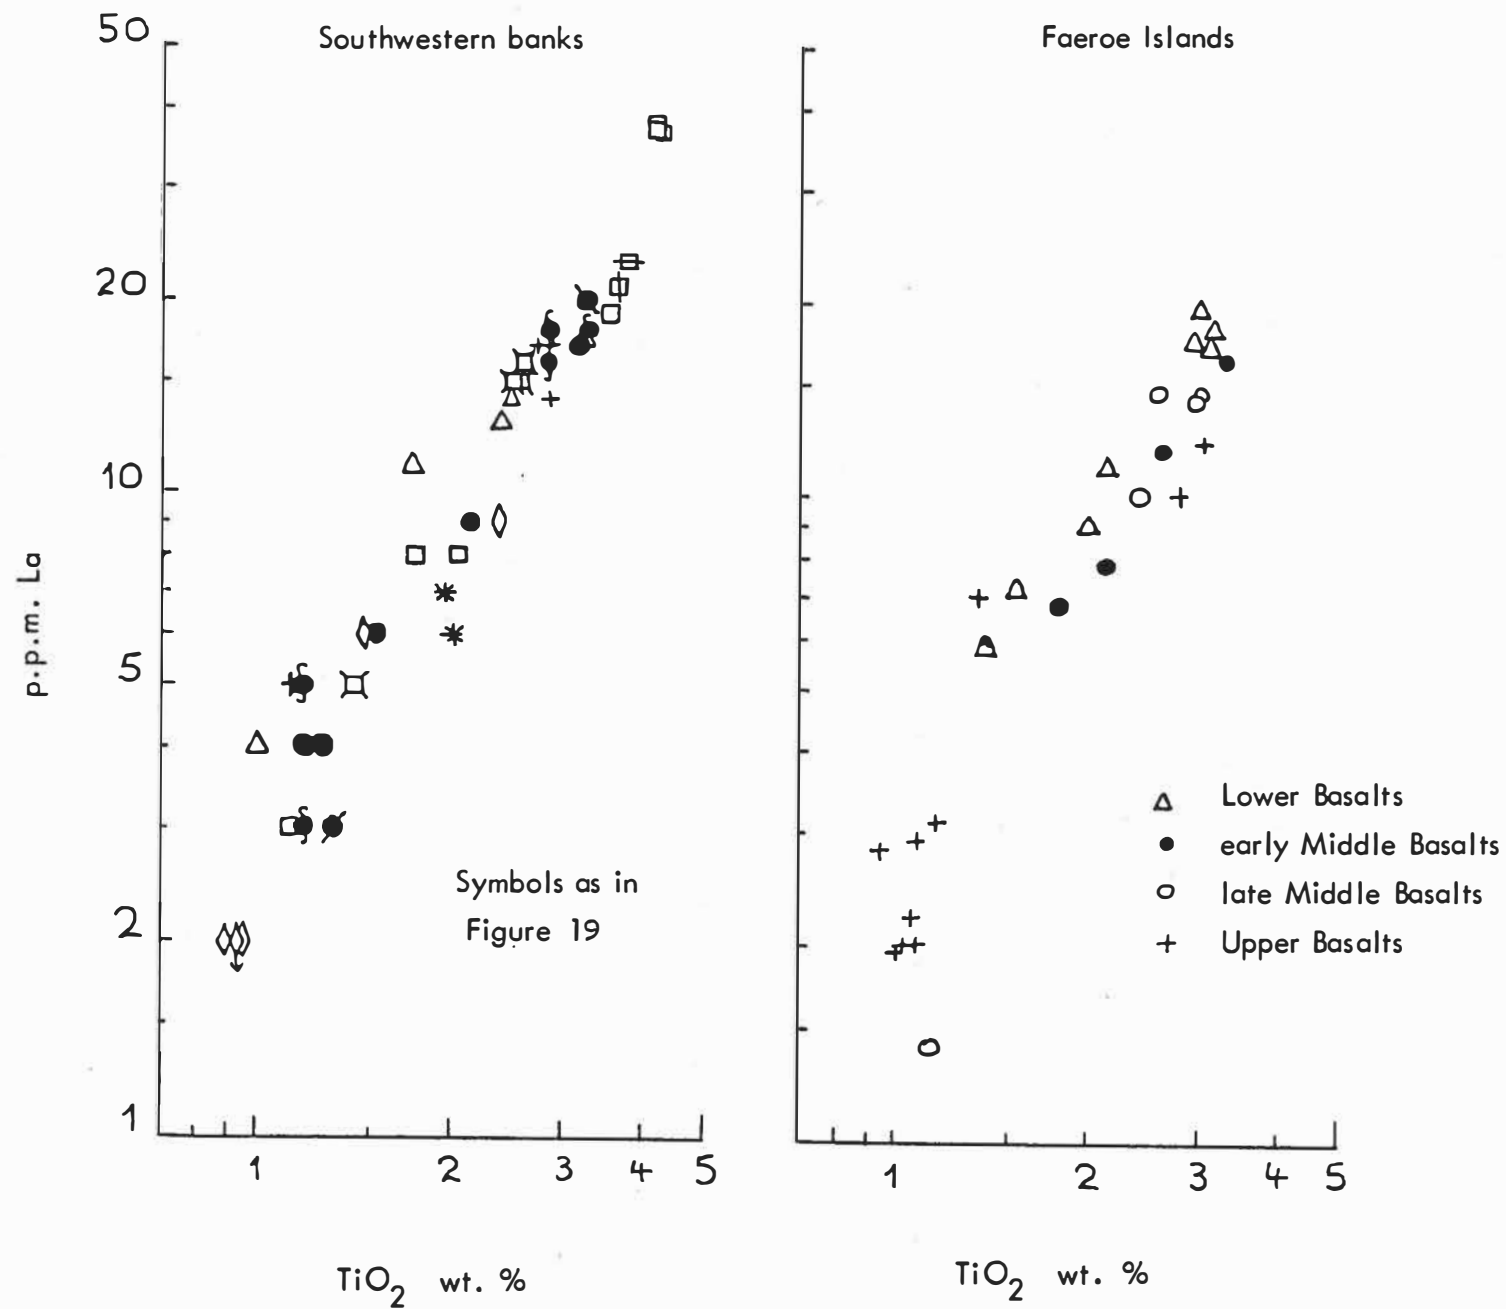 Southwestern banks
50
20
10
5
2
1
p.p.m. La
Symbols as in
Figure 19
1 2 3 4 5
TiO2 wt. %
Faeroe Islands
Lower Basalts
early Middle Basalts
late Middle Basalts
Upper Basalts
1 2 3 4 5
TiO2 wt. %